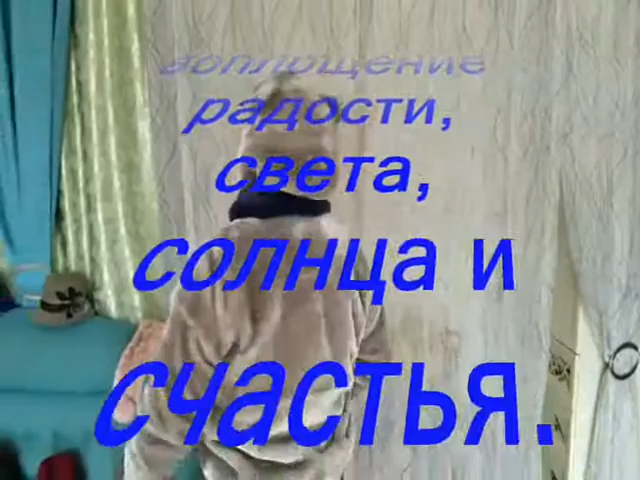 воплощение
радости,
света,
солнца и
счастья.